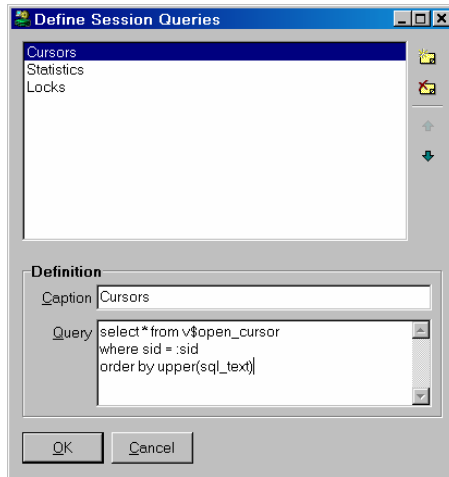 Define Session Queries
Cursors
Statistics
Locks
Definition
Caption Cursors
Query select * from v$open_cursor
where sid = :sid
order by upper(sql_text)
OK Cancel